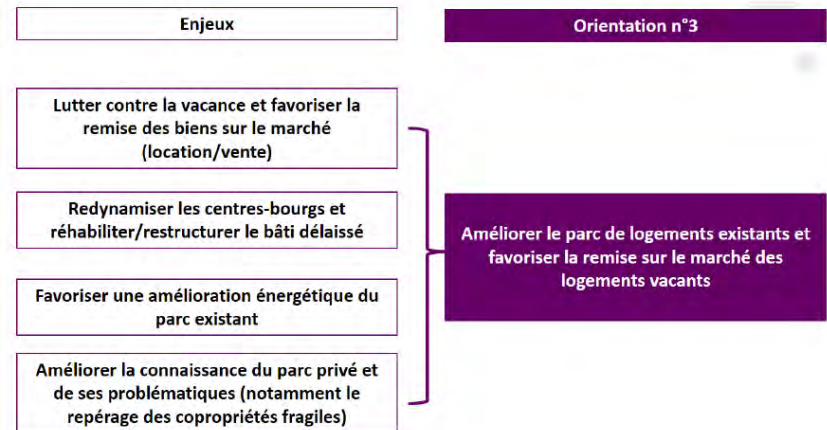 Enjeux
Orientation n°3
Lutter contre la vacance et favoriser la
remise des biens sur le marché
(location/vente)
Redynamiser les centres-bourgs et
réhabiliter/restructurer le bâti délaissé
Favoriser une amélioration énergétique du
parc existant
Améliorer la connaissance du parc privé et
de ses problématiques (notamment le
repérage des copropriétés fragiles)
Améliorer le parc de logements existants et
favoriser la remise sur le marché des
logements vacants